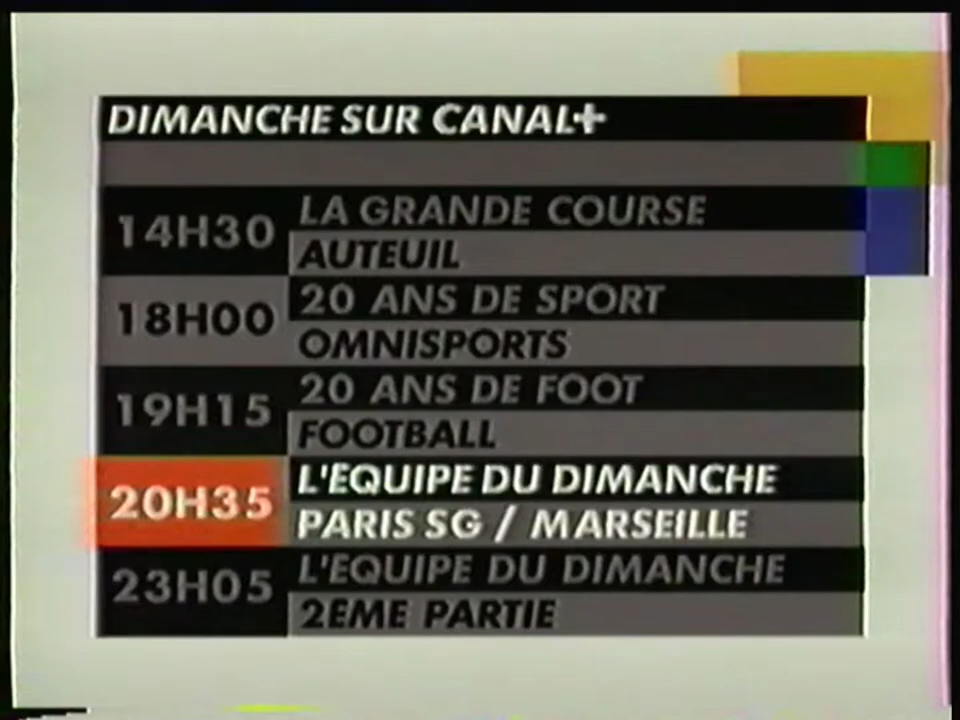 DIMANCHE SUR CANAL+
14H30
LA GRANDE COURSE
AUTEUIL
18H00
20 ANS DE SPORT
OMNISPORTS
19H15
20 ANS DE FOOT
FOOTBALL
20H35
L'ÉQUIPE DU DIMANCHE
PARIS SG / MARSEILLE
23H05
L'ÉQUIPE DU DIMANCHE
2EME PARTIE